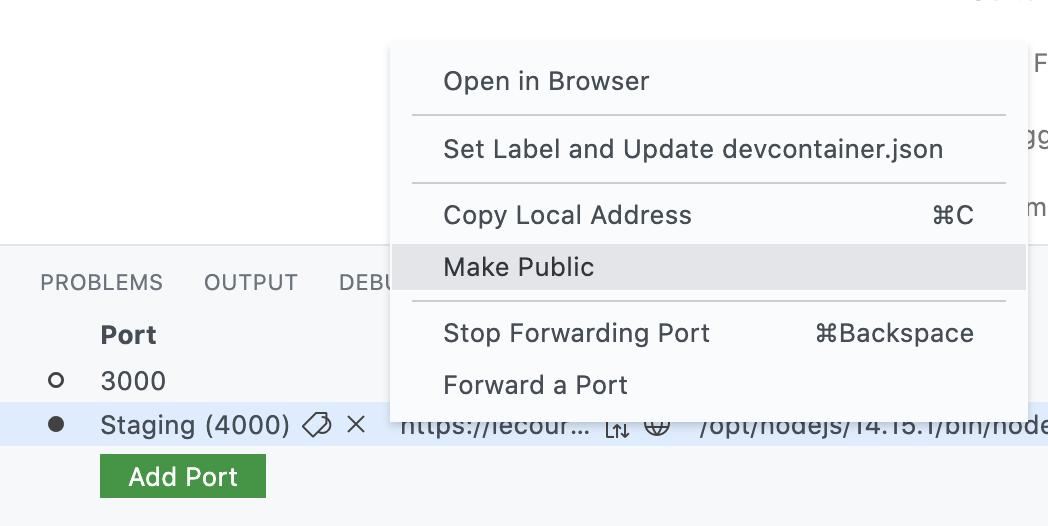 Open in Browser
Set Label and Update devcontainer.json
Copy Local Address ⌘C
Make Public
Stop Forwarding Port ⌘Backspace
Forward a Port
PROBLEMS OUTPUT
Port
3000
Staging (4000) https://lecour... /opt/nodejs/14.15.1/bin/node
Add Port